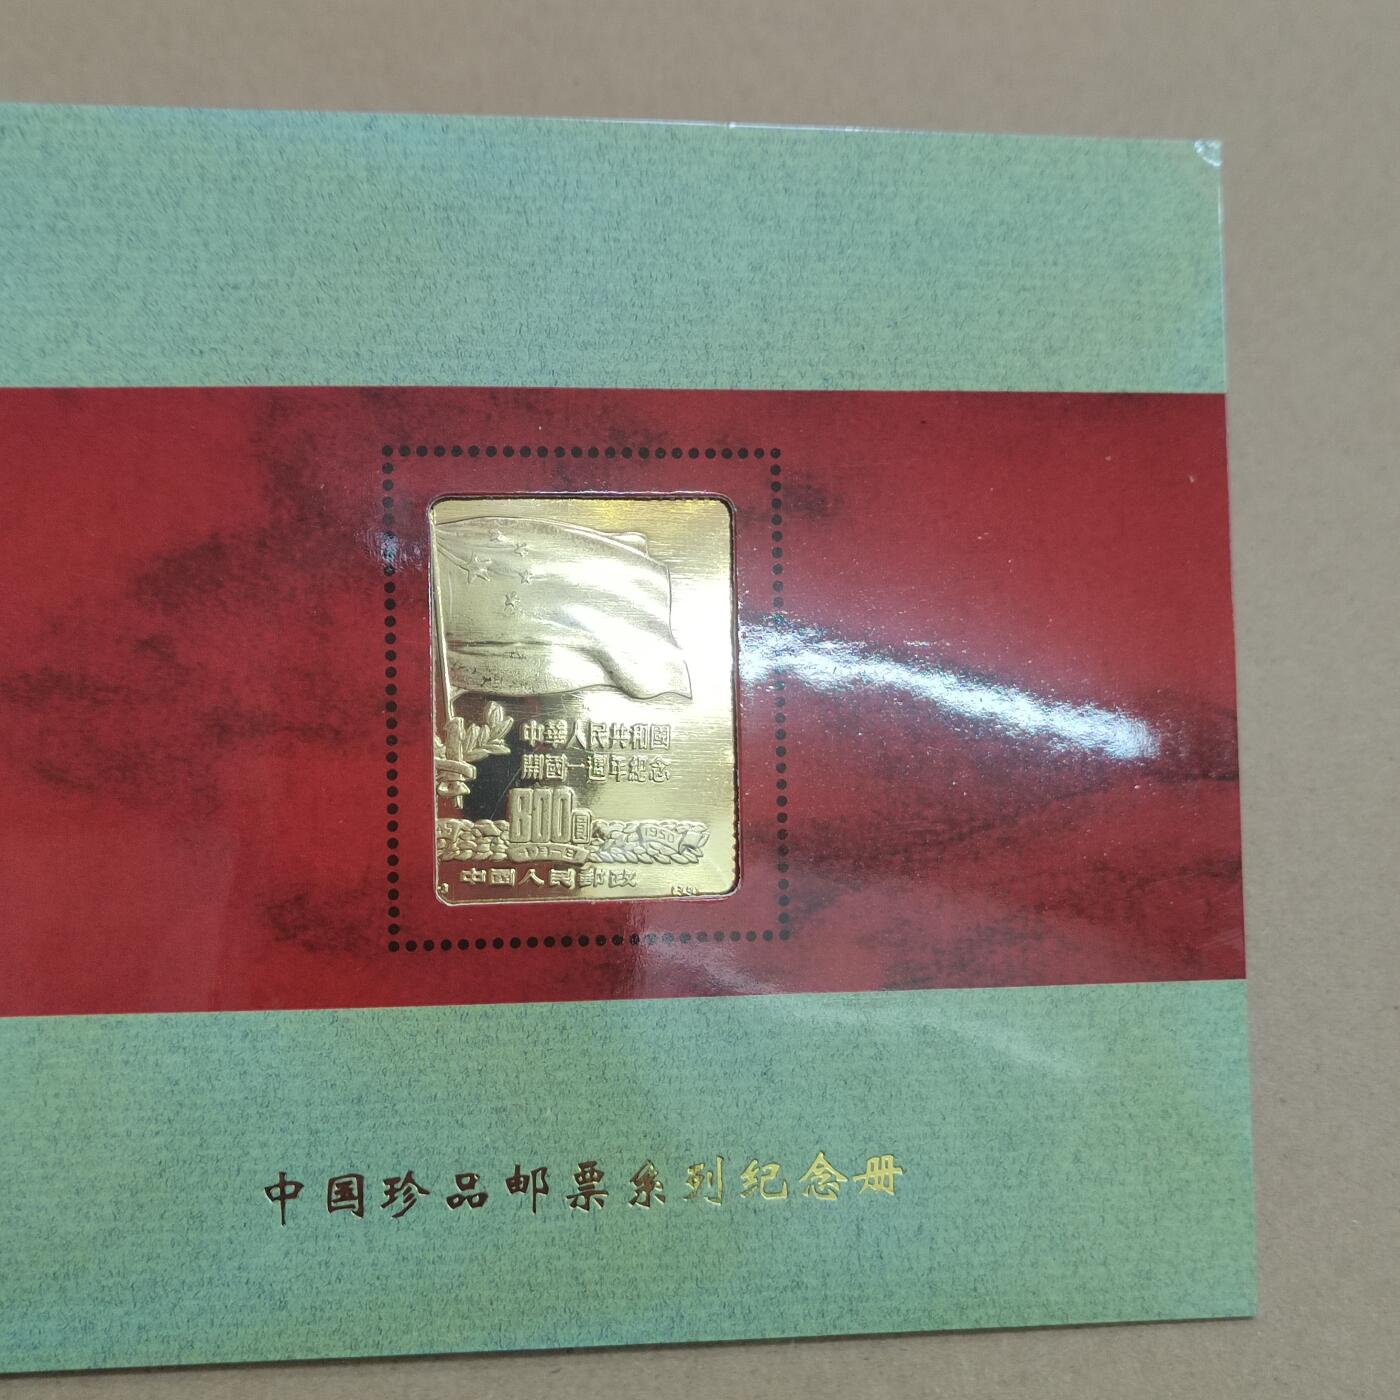 中華人民共和國
開國一週年紀念
800圓
1950
中國人民郵政
中国珍品邮票系列纪念册